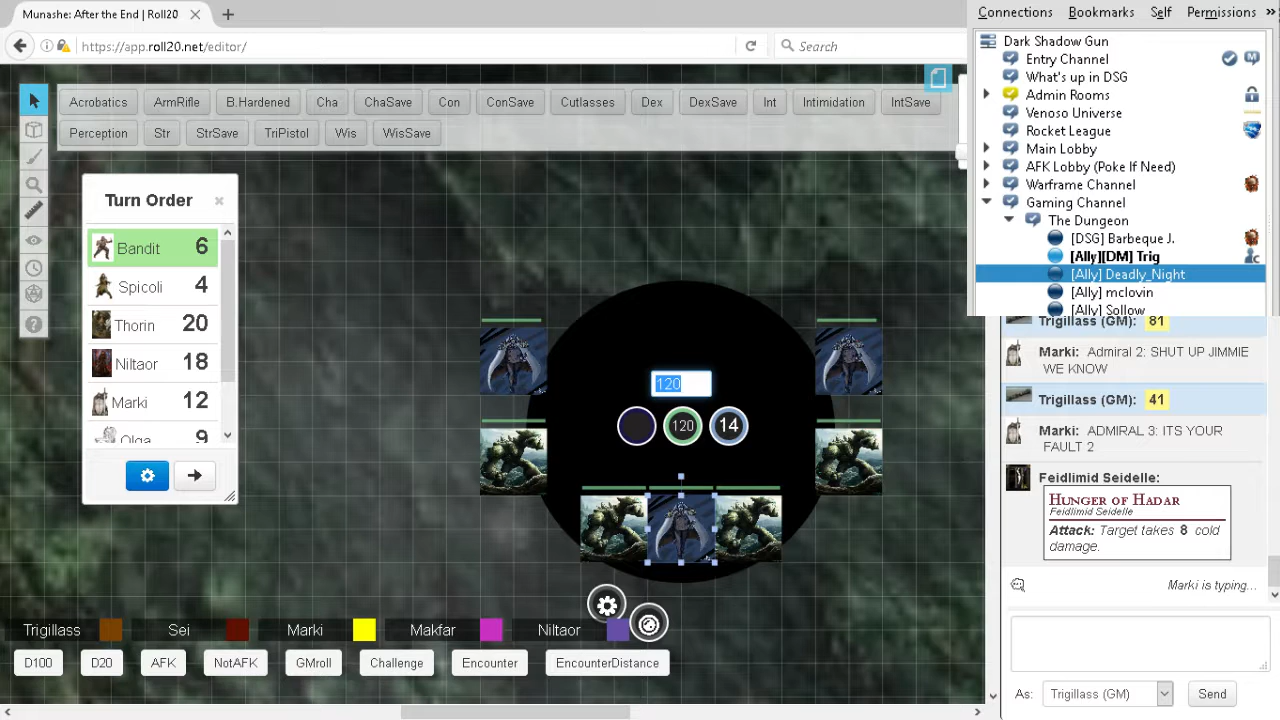 Munashe: After the End | Roll20
https://app.roll20.net/editor/
Search
Connections Bookmarks Self Permissions »
Dark Shadow Gun
Entry Channel
What's up in DSG
Admin Rooms
Venoso Universe
Rocket League
Main Lobby
AFK Lobby (Poke If Need)
Warframe Channel
Gaming Channel
The Dungeon
[DSG] Barbeque J.
[Ally][DM] Trig
[Ally] Deadly_Night
[Ally] mclovin
[Ally] Sollow
Acrobatics ArmRifle B.Hardened Cha ChaSave Con ConSave Cutlasses Dex DexSave Int Intimidation IntSave
Perception Str StrSave TriPistol Wis WisSave
Turn Order
Bandit 6
Spicoli 4
Thorin 20
Niltaor 18
Marki 12
Olga 9
120
120 14
Trigillass (GM): 81
Marki: Admiral 2: SHUT UP JIMMIE
WE KNOW
Trigillass (GM): 41
Marki: ADMIRAL 3: ITS YOUR
FAULT 2
Feidlimid Seidelle:
HUNGER OF HADAR
Feidlimid Seidelle
Attack: Target takes 8 cold
damage.
Marki is typing...
As: Trigillass (GM) Send
Trigillass Sei Marki Makfar Niltaor
D100 D20 AFK NotAFK GMroll Challenge Encounter EncounterDistance